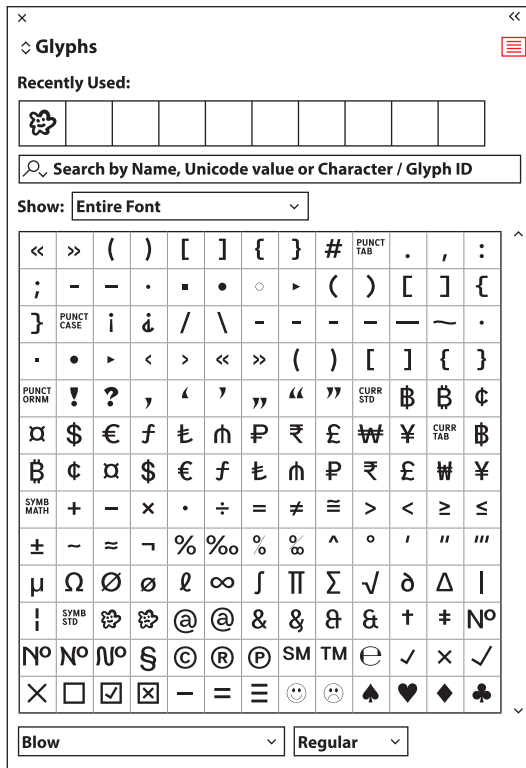 Glyphs
Recently Used:
Search by Name, Unicode value or Character / Glyph ID
Show: Entire Font
« » ( ) [ ] { } # PUNCT TAB . , :
; - – · ▪ • ○ ▸ ( ) [ ] {
} PUNCT CASE ¡ ¿ / \ - - - – — ~ ·
▪ • ▸ ‹ › « » ( ) [ ] { }
PUNCT ORNM ! ? , ‘ ’ „ “ ” CURR STD ฿ ₿ ¢
¤ $ € ƒ ₺ ₼ ₽ ₹ £ ₩ ¥ CURR TAB ฿
₿ ¢ ¤ $ € ƒ ₺ ₼ ₽ ₹ £ ₩ ¥
SYMB MATH + − × · ÷ = ≠ ≅ > < ≥ ≤
± ~ ≈ ¬ % ‰ % ‰ ^ ° ′ ″ ‴
µ Ω Ø ø ℓ ∞ ∫ ∏ ∑ √ ∂ ∆ |
¦ SYMB STD @ @ & & & & † ‡ Nº
Nº Nº Nº § © ® ℗ SM TM ℮ ✓ × ✓
× □ ☑ ☒ − = ≡ ☺ ☹ ♠ ♥ ♦ ♣
Blow Regular